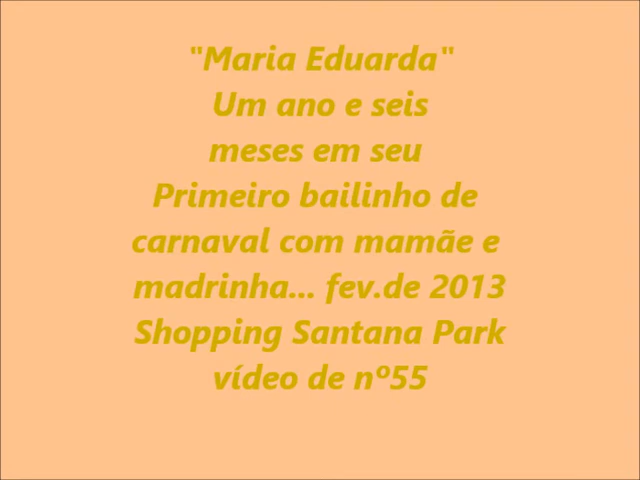 "Maria Eduarda"
Um ano e seis
meses em seu
Primeiro bailinho de
carnaval com mamãe e
madrinha... fev.de 2013
Shopping Santana Park
vídeo de nº55